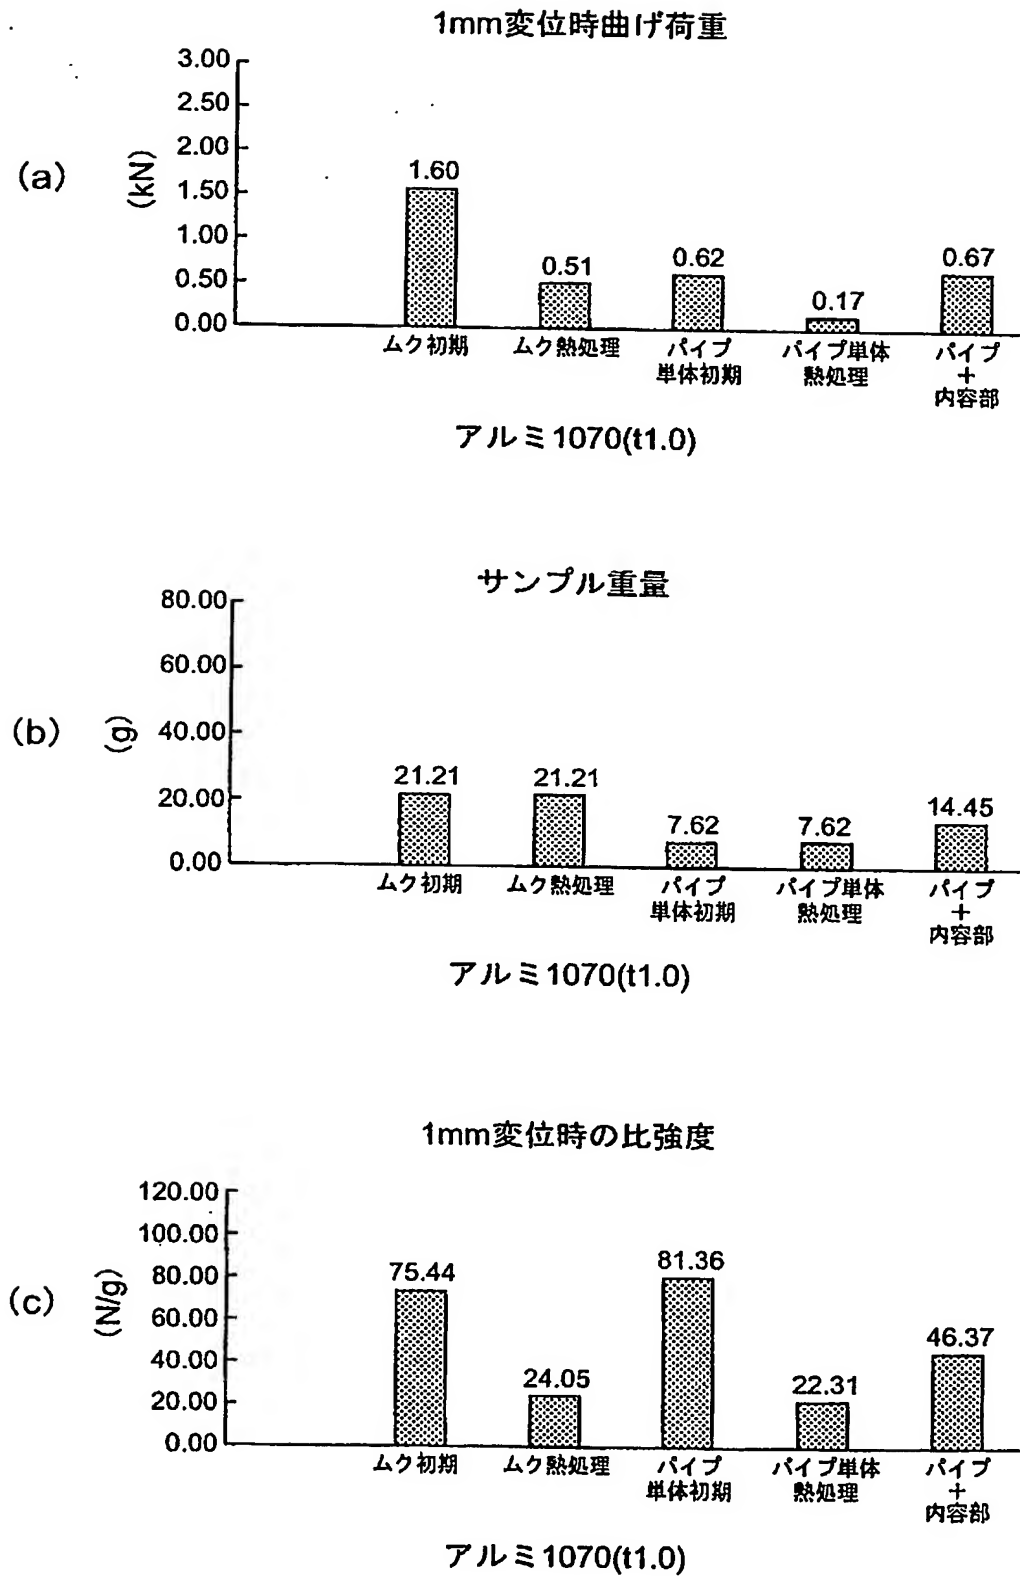 1mm変位時曲げ荷重
(a)
(kN)
3.00
2.50
2.00
1.50
1.00
0.50
0.00
1.60
0.51
0.62
0.17
0.67
ムク初期
ムク熱処理
パイプ
単体初期
パイプ単体
熱処理
パイプ
+
内容部
アルミ1070(t1.0)
サンプル重量
(b)
(g)
80.00
60.00
40.00
20.00
0.00
21.21
21.21
7.62
7.62
14.45
ムク初期
ムク熱処理
パイプ
単体初期
パイプ単体
熱処理
パイプ
+
内容部
アルミ1070(t1.0)
1mm変位時の比強度
(c)
(N/g)
120.00
100.00
80.00
60.00
40.00
20.00
0.00
75.44
24.05
81.36
22.31
46.37
ムク初期
ムク熱処理
パイプ
単体初期
パイプ単体
熱処理
パイプ
+
内容部
アルミ1070(t1.0)